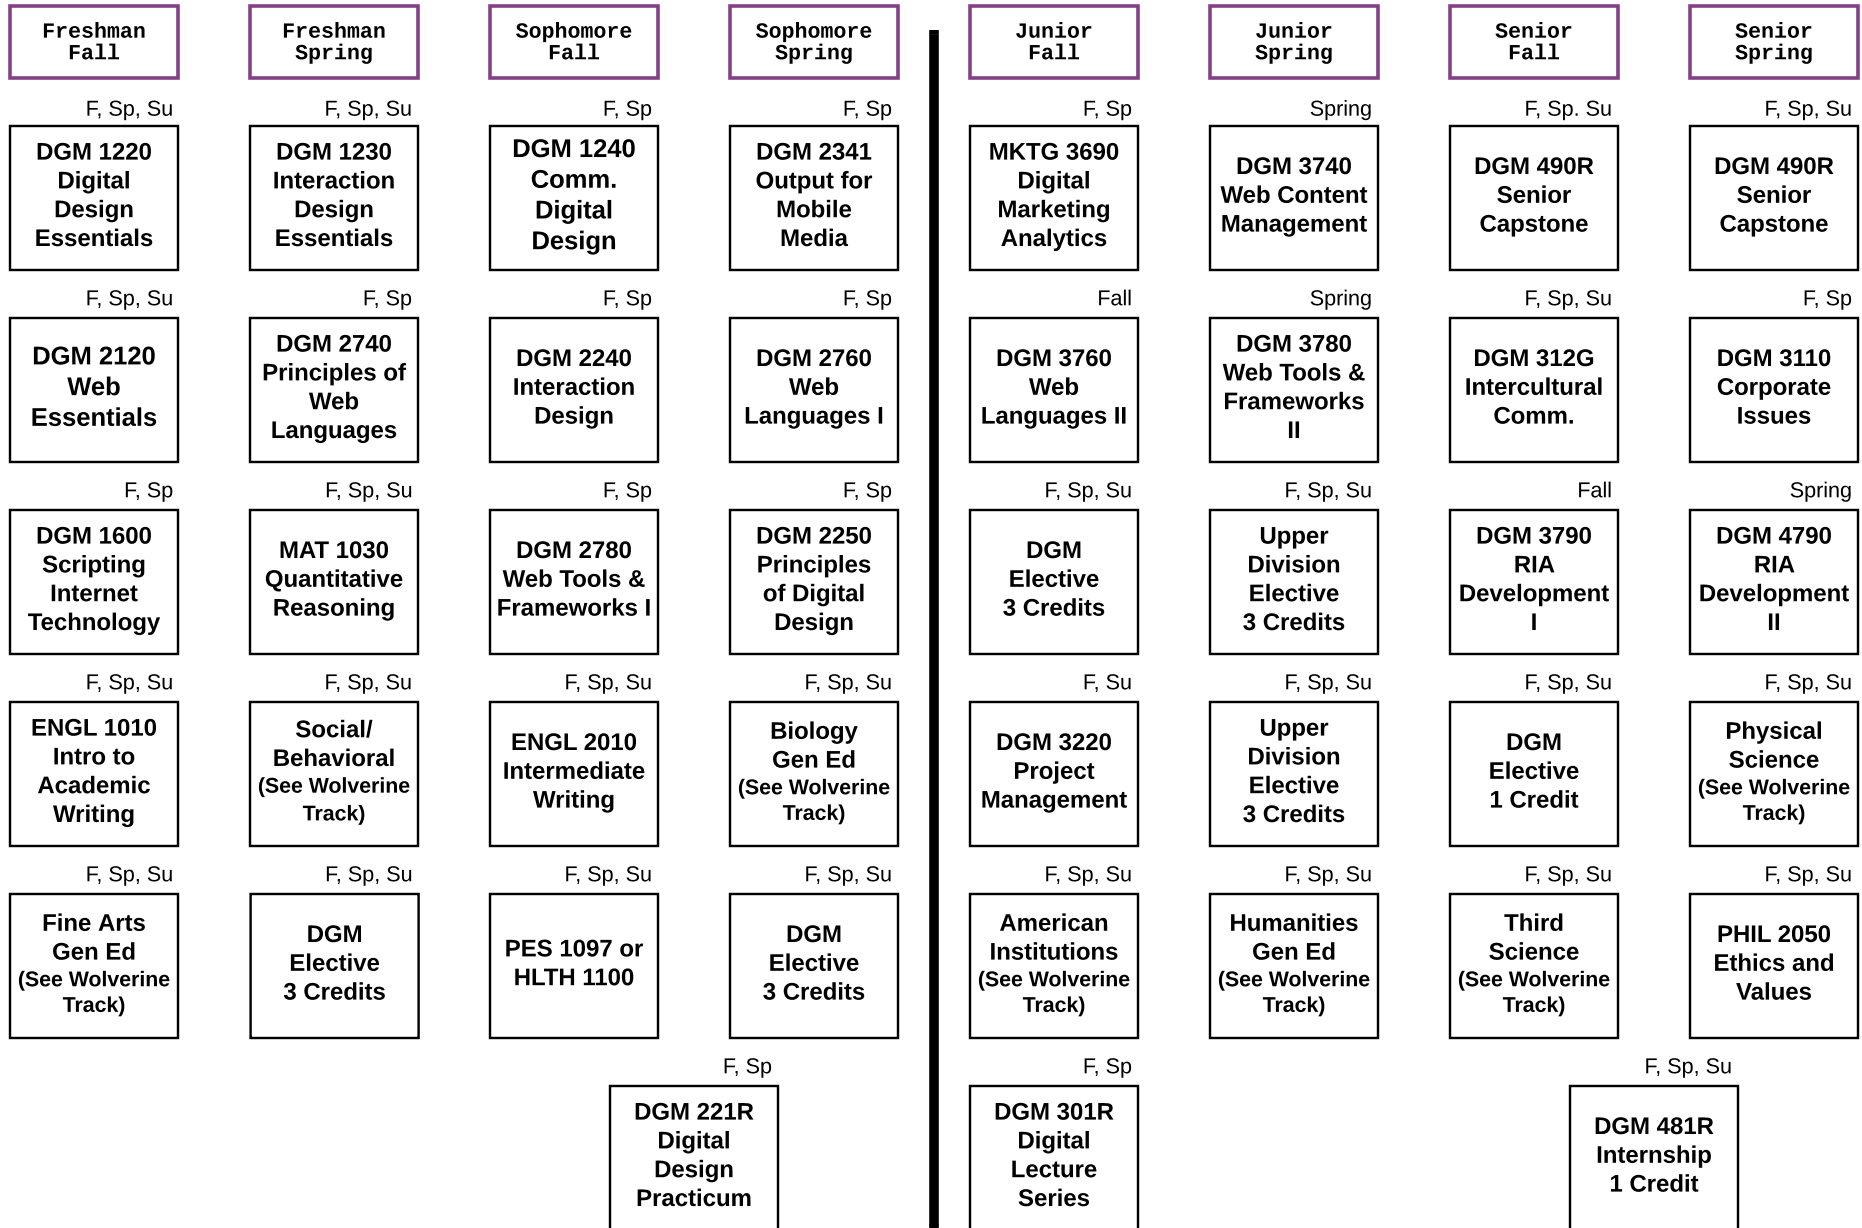 Freshman
Fall
Freshman
Spring
Sophomore
Fall
Sophomore
Spring
Junior
Fall
Junior
Spring
Senior
Fall
Senior
Spring
F, Sp, Su
DGM 1220
Digital
Design
Essentials
F, Sp, Su
DGM 1230
Interaction
Design
Essentials
F, Sp
DGM 1240
Comm.
Digital
Design
F, Sp
DGM 2341
Output for
Mobile
Media
F, Sp
MKTG 3690
Digital
Marketing
Analytics
Spring
DGM 3740
Web Content
Management
F, Sp. Su
DGM 490R
Senior
Capstone
F, Sp, Su
DGM 490R
Senior
Capstone
F, Sp, Su
DGM 2120
Web
Essentials
F, Sp
DGM 2740
Principles of
Web
Languages
F, Sp
DGM 2240
Interaction
Design
F, Sp
DGM 2760
Web
Languages I
Fall
DGM 3760
Web
Languages II
Spring
DGM 3780
Web Tools &
Frameworks
II
F, Sp, Su
DGM 312G
Intercultural
Comm.
F, Sp
DGM 3110
Corporate
Issues
F, Sp
DGM 1600
Scripting
Internet
Technology
F, Sp, Su
MAT 1030
Quantitative
Reasoning
F, Sp
DGM 2780
Web Tools &
Frameworks I
F, Sp
DGM 2250
Principles
of Digital
Design
F, Sp, Su
DGM
Elective
3 Credits
F, Sp, Su
Upper
Division
Elective
3 Credits
Fall
DGM 3790
RIA
Development
I
Spring
DGM 4790
RIA
Development
II
F, Sp, Su
ENGL 1010
Intro to
Academic
Writing
F, Sp, Su
Social/
Behavioral
(See Wolverine
Track)
F, Sp, Su
ENGL 2010
Intermediate
Writing
F, Sp, Su
Biology
Gen Ed
(See Wolverine
Track)
F, Su
DGM 3220
Project
Management
F, Sp, Su
Upper
Division
Elective
3 Credits
F, Sp, Su
DGM
Elective
1 Credit
F, Sp, Su
Physical
Science
(See Wolverine
Track)
F, Sp, Su
Fine Arts
Gen Ed
(See Wolverine
Track)
F, Sp, Su
DGM
Elective
3 Credits
F, Sp, Su
PES 1097 or
HLTH 1100
F, Sp, Su
DGM
Elective
3 Credits
F, Sp, Su
American
Institutions
(See Wolverine
Track)
F, Sp, Su
Humanities
Gen Ed
(See Wolverine
Track)
F, Sp, Su
Third
Science
(See Wolverine
Track)
F, Sp, Su
PHIL 2050
Ethics and
Values
F, Sp
DGM 221R
Digital
Design
Practicum
F, Sp
DGM 301R
Digital
Lecture
Series
F, Sp, Su
DGM 481R
Internship
1 Credit